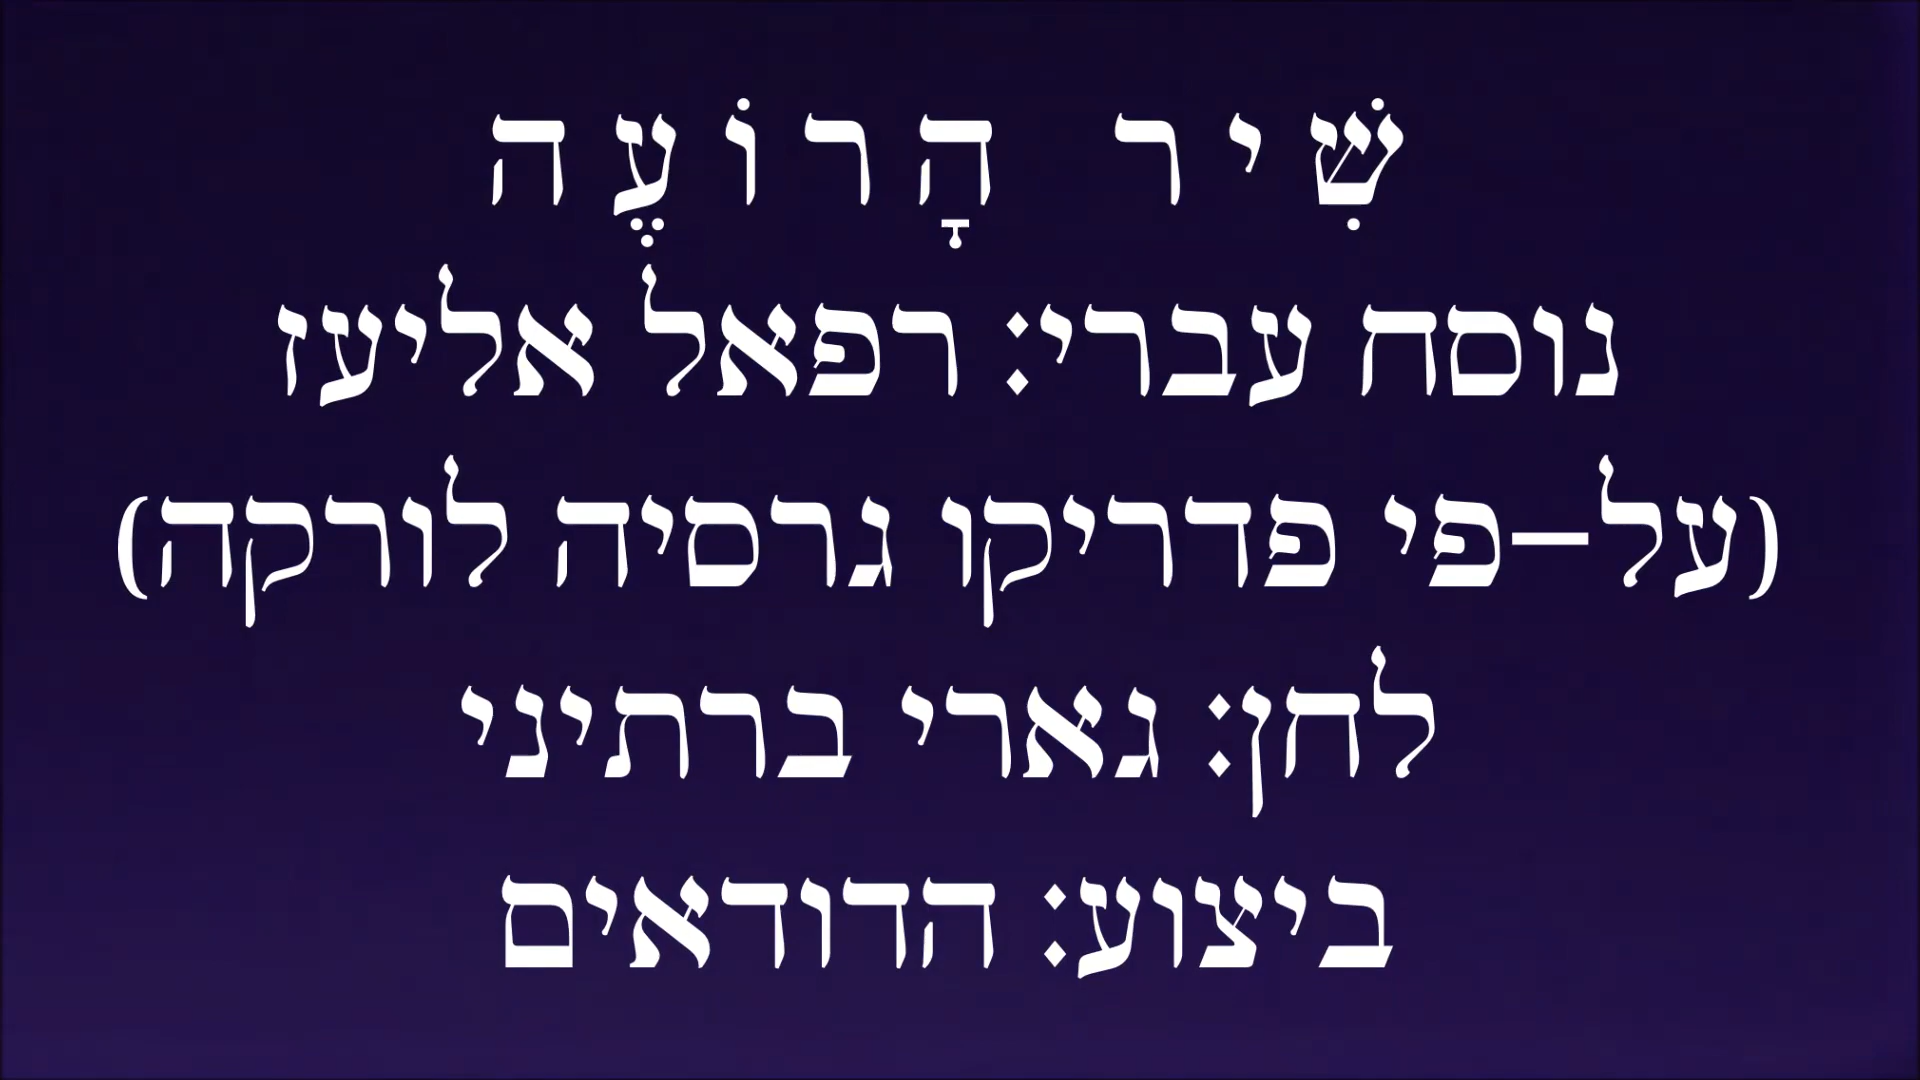 שִׁיר הָרוֹעֶה
נוסח עברי: רפאל אליעז
(על–פי פדריקו גרסיה לורקה)
לחן: גארי ברתיני
ביצוע: הדודאים